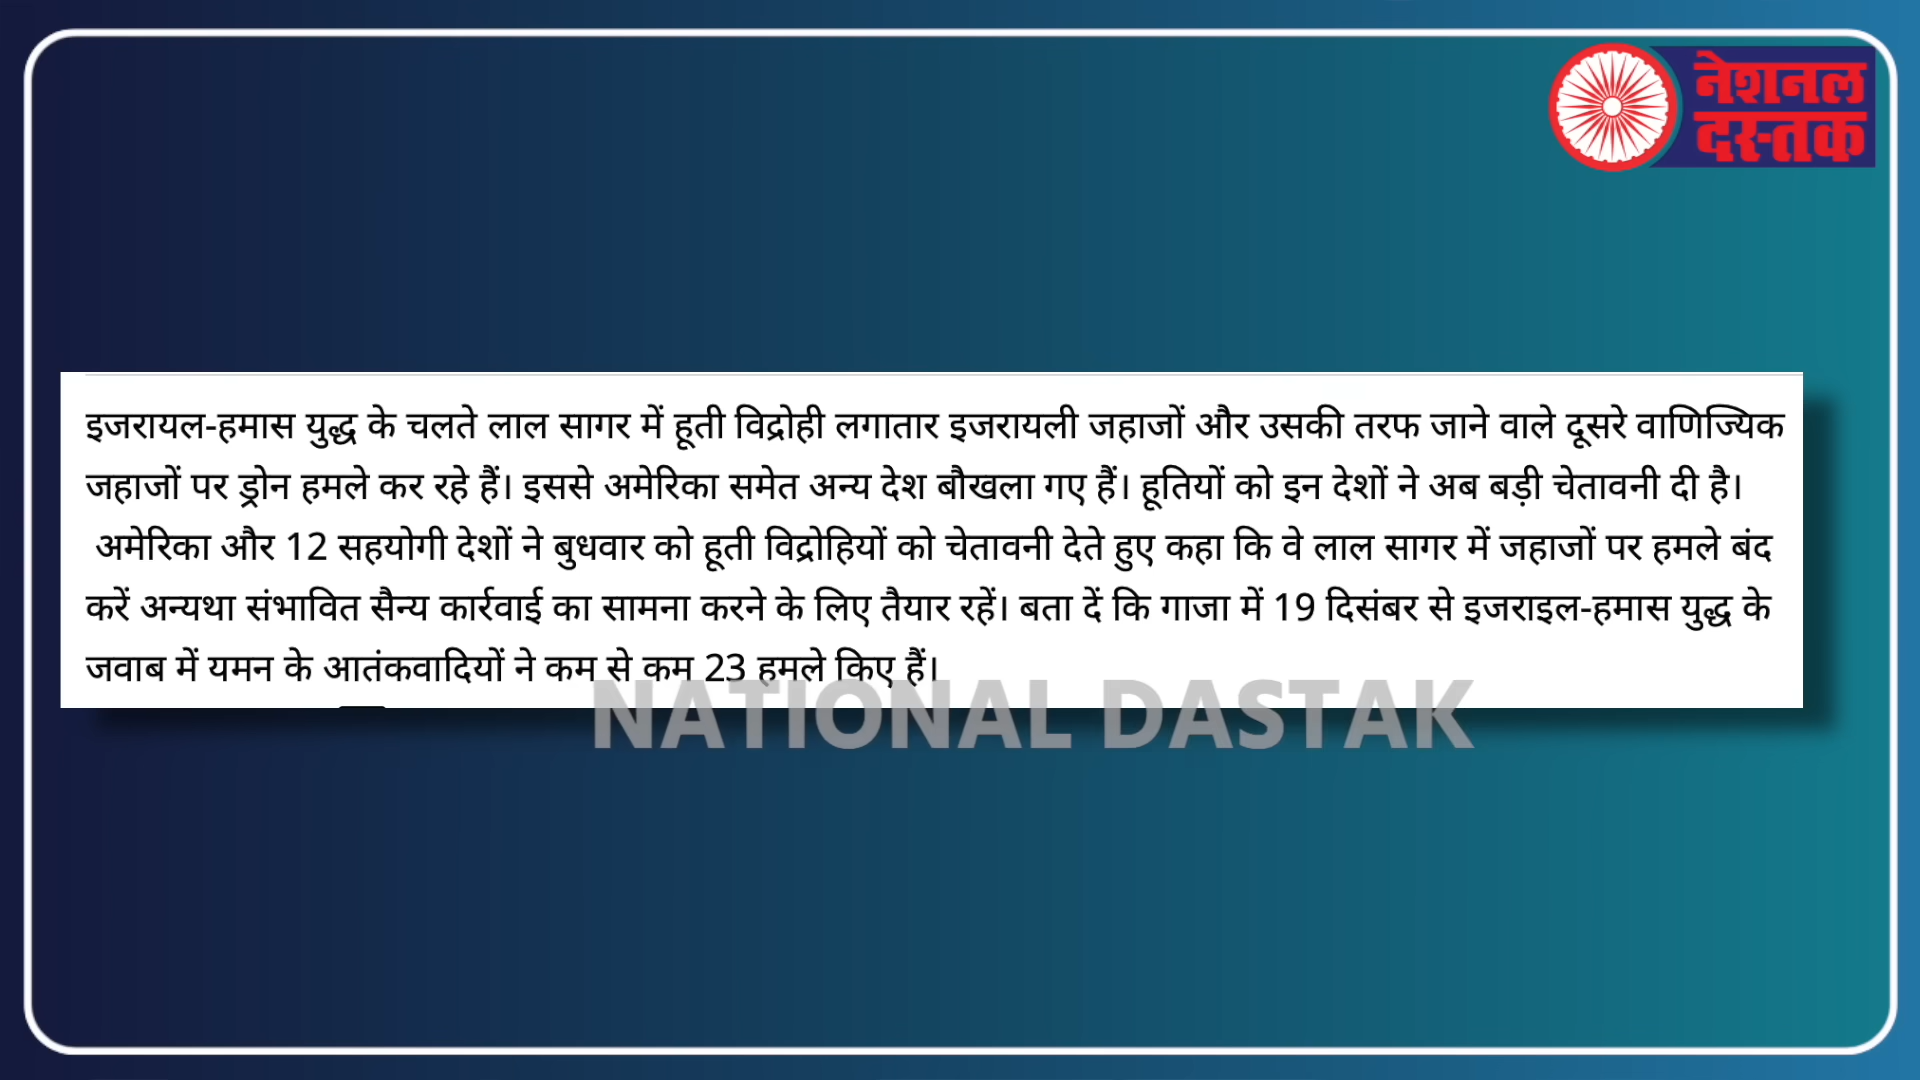 नेशनल
दस्तक
इजरायल-हमास युद्ध के चलते लाल सागर में हूती विद्रोही लगातार इजरायली जहाजों और उसकी तरफ जाने वाले दूसरे वाणिज्यिक
जहाजों पर ड्रोन हमले कर रहे हैं। इससे अमेरिका समेत अन्य देश बौखला गए हैं। हूतियों को इन देशों ने अब बड़ी चेतावनी दी है।
अमेरिका और 12 सहयोगी देशों ने बुधवार को हूती विद्रोहियों को चेतावनी देते हुए कहा कि वे लाल सागर में जहाजों पर हमले बंद
करें अन्यथा संभावित सैन्य कार्रवाई का सामना करने के लिए तैयार रहें। बता दें कि गाजा में 19 दिसंबर से इजराइल-हमास युद्ध के
जवाब में यमन के आतंकवादियों ने कम से कम 23 हमले किए हैं।
NATIONAL DASTAK